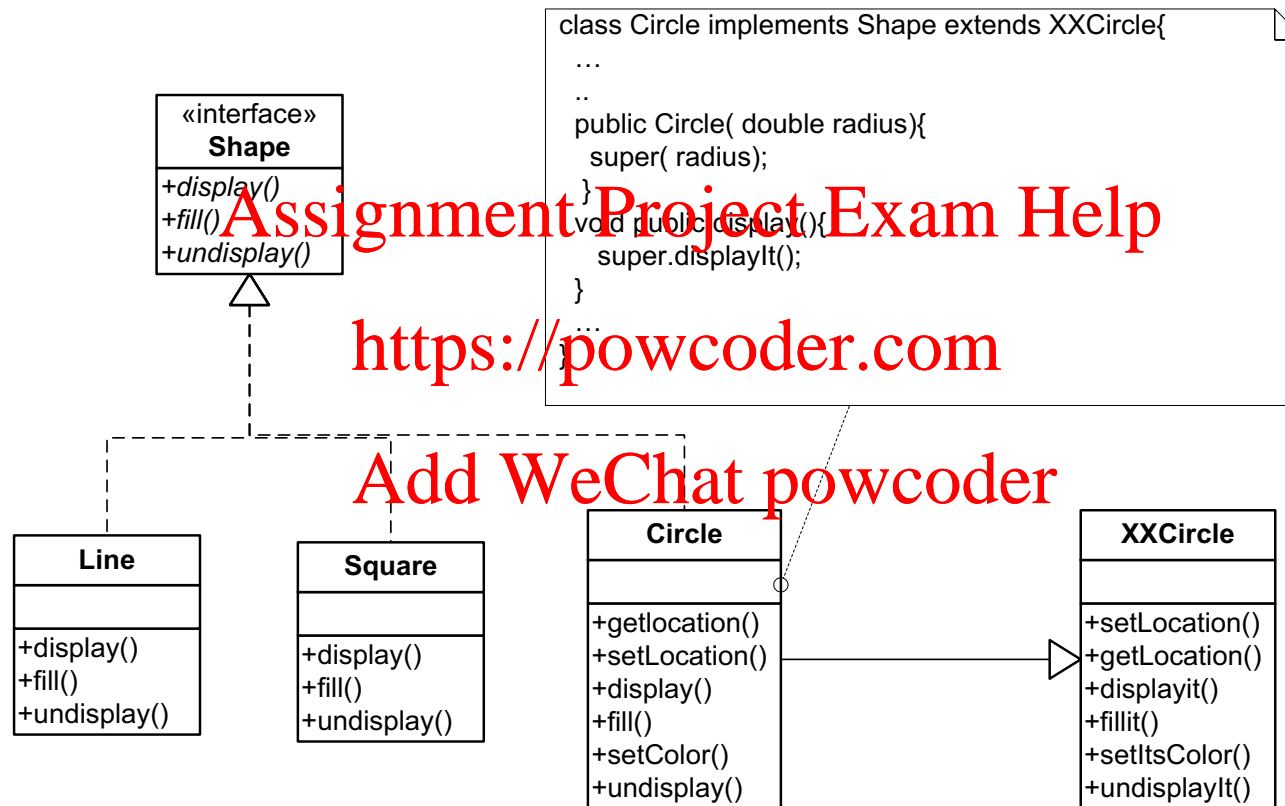 class Circle implements Shape extends XXCircle{
…
..
public Circle( double radius){
super( radius);
}
void public display(){
super.displayIt();
}
…
}
«interface»
Shape
+display()
+fill()
+undisplay()
Assignment Project Exam Help
https://powcoder.com
Add WeChat powcoder
Line
+display()
+fill()
+undisplay()
Square
+display()
+fill()
+undisplay()
Circle
+getlocation()
+setLocation()
+display()
+fill()
+setColor()
+undisplay()
XXCircle
+setLocation()
+getLocation()
+displayit()
+fillit()
+setItsColor()
+undisplayIt()